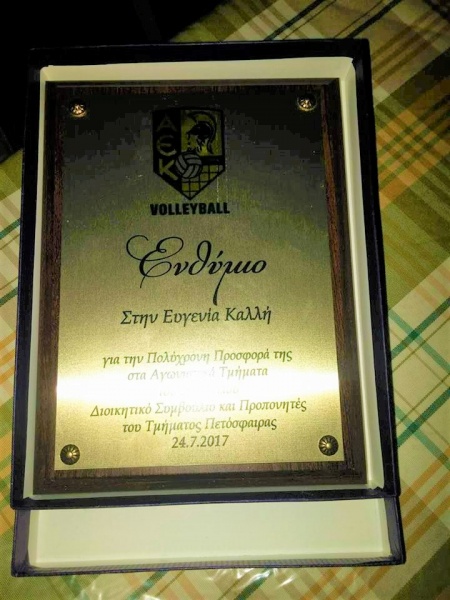 ΑΕΚ
VOLLEYBALL
Ενθύμιο
Στην Ευγενία Καλλή
για την Πολύχρονη Προσφορά της
στα Αγωνιστικά Τμήματα
Διοικητικό Συμβούλιο και Προπονητές
του Τμήματος Πετόσφαιρας
24.7.2017